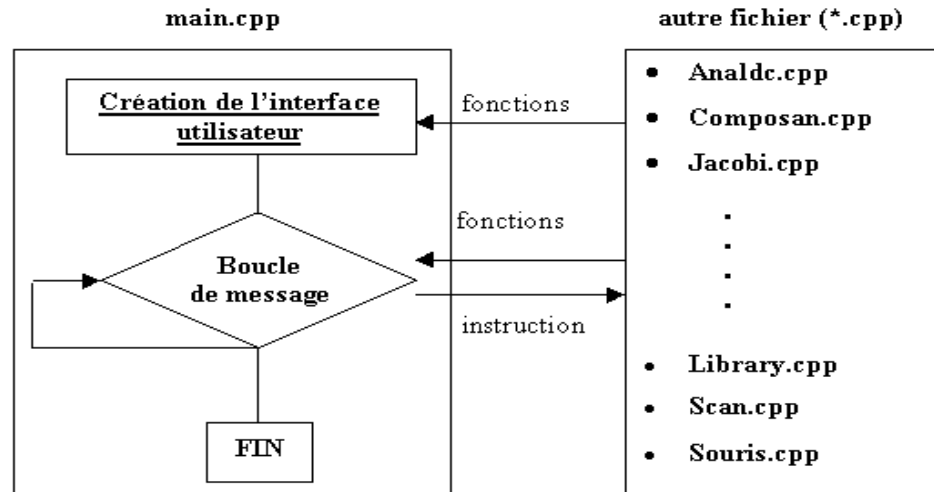 main.cpp
autre fichier (*.cpp)
Création de l'interface
utilisateur
fonctions
• Analdc.cpp
• Composan.cpp
• Jacobi.cpp
fonctions
Boucle
de message
instruction
• Library.cpp
• Scan.cpp
• Souris.cpp
FIN